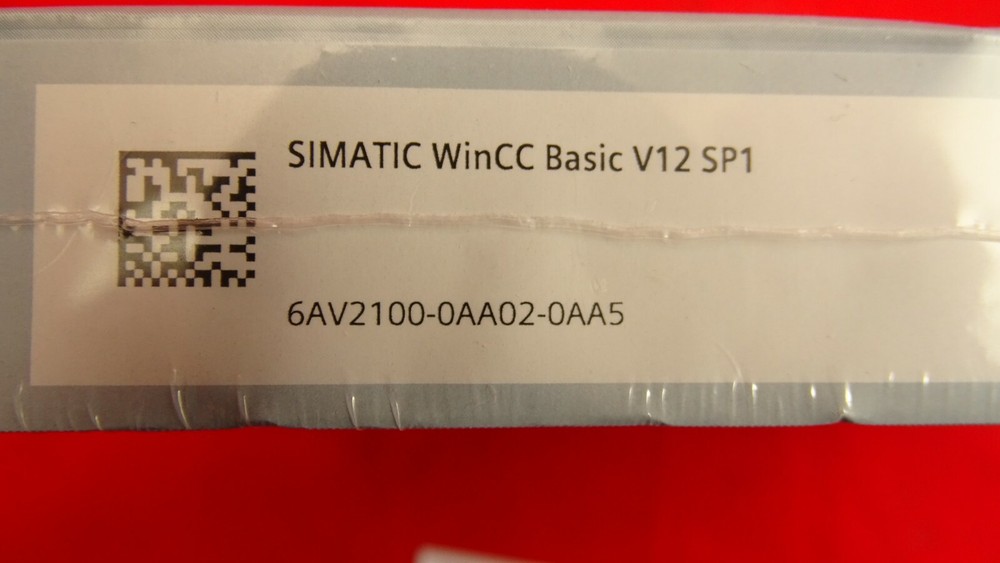 SIMATIC WinCC Basic V12 SP1
6AV2100-0AA02-0AA5